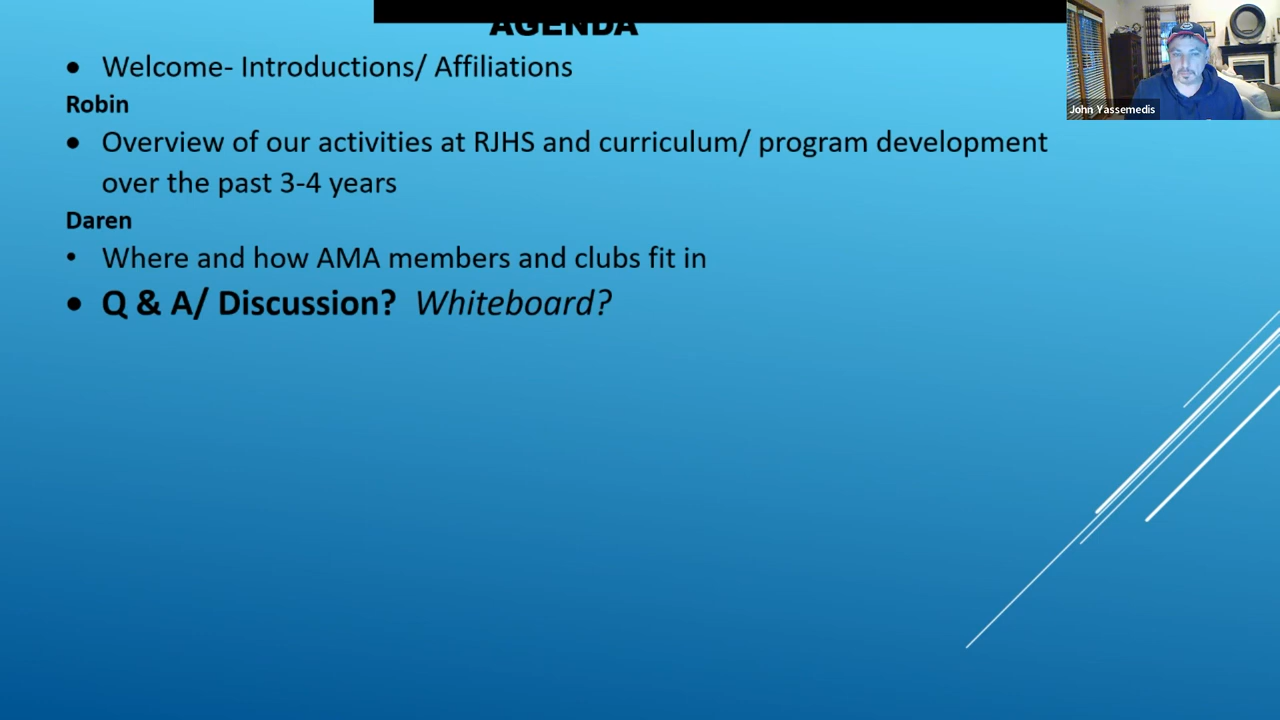 AGENDA
• Welcome- Introductions/ Affiliations
Robin
• Overview of our activities at RJHS and curriculum/ program development
over the past 3-4 years
Daren
• Where and how AMA members and clubs fit in
• Q & A/ Discussion? Whiteboard?
John Yassemedis